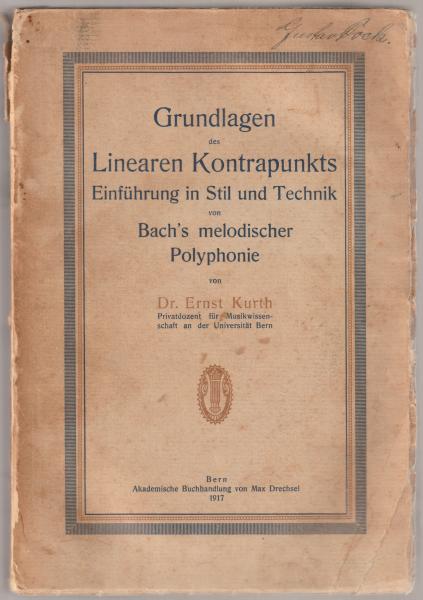 Grundlagen
des
Linearen Kontrapunkts
Einführung in Stil und Technik
von
Bach's melodischer
Polyphonie
von
Dr. Ernst Kurth
Privatdozent für Musikwissen-
schaft an der Universität Bern
Bern
Akademische Buchhandlung von Max Drechsel
1917